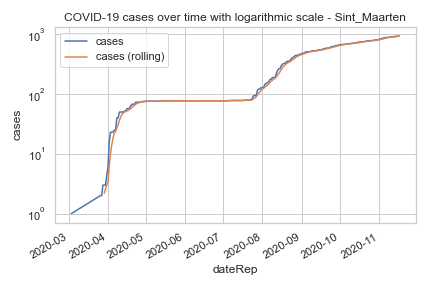 COVID-19 cases over time with logarithmic scale - Sint_Maarten
cases
cases (rolling)
10³
10²
10¹
10⁰
cases
2020-03
2020-04
2020-05
2020-06
2020-07
2020-08
2020-09
2020-10
2020-11
dateRep